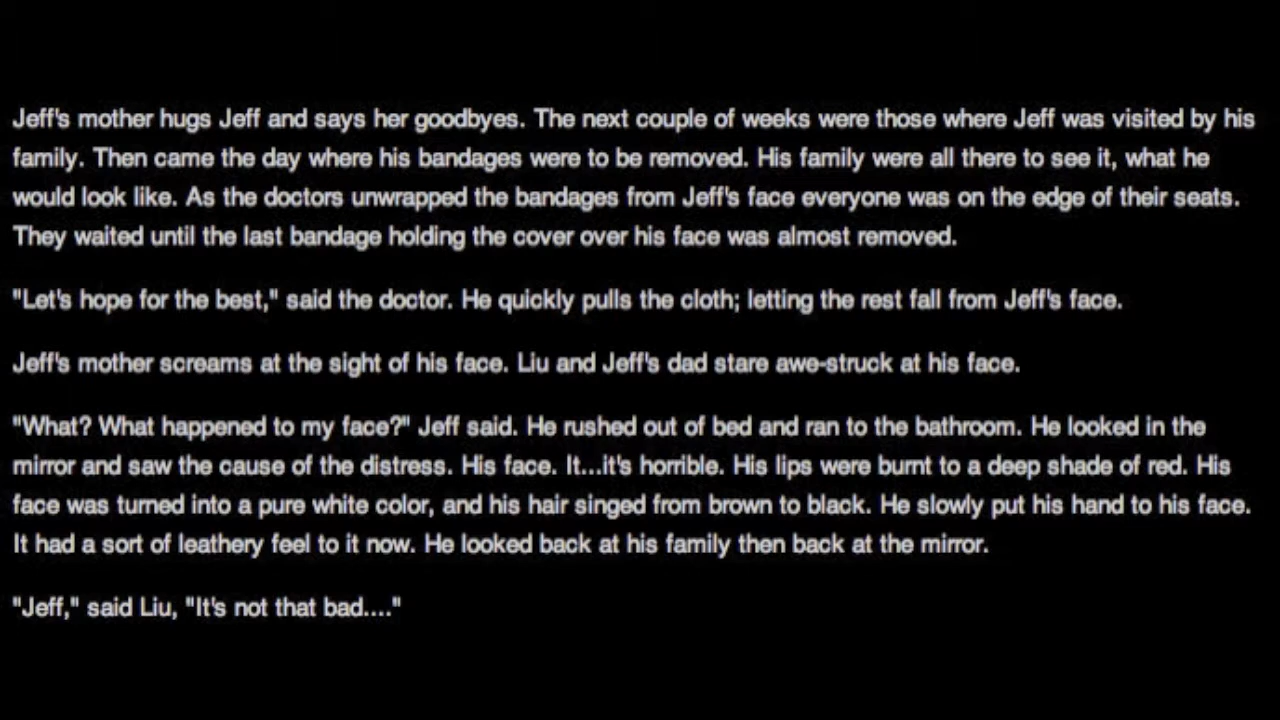 Jeff's mother hugs Jeff and says her goodbyes. The next couple of weeks were those where Jeff was visited by his
family. Then came the day where his bandages were to be removed. His family were all there to see it, what he
would look like. As the doctors unwrapped the bandages from Jeff's face everyone was on the edge of their seats.
They waited until the last bandage holding the cover over his face was almost removed.
"Let's hope for the best," said the doctor. He quickly pulls the cloth; letting the rest fall from Jeff's face.
Jeff's mother screams at the sight of his face. Liu and Jeff's dad stare awe-struck at his face.
"What? What happened to my face?" Jeff said. He rushed out of bed and ran to the bathroom. He looked in the
mirror and saw the cause of the distress. His face. It...it's horrible. His lips were burnt to a deep shade of red. His
face was turned into a pure white color, and his hair singed from brown to black. He slowly put his hand to his face.
It had a sort of leathery feel to it now. He looked back at his family then back at the mirror.
"Jeff," said Liu, "It's not that bad...."